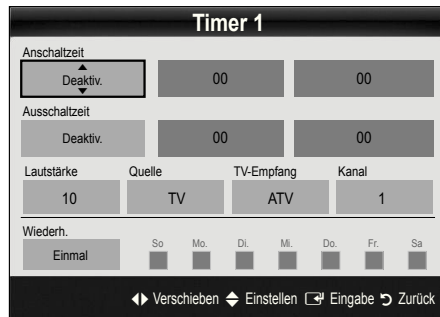 Timer 1
Anschaltzeit
Deaktiv. 00 00
Ausschaltzeit
Deaktiv. 00 00
Lautstärke Quelle TV-Empfang Kanal
10 TV ATV 1
Wiederh.
So Mo. Di. Mi. Do. Fr. Sa
Einmal
Verschieben Einstellen Eingabe Zurück